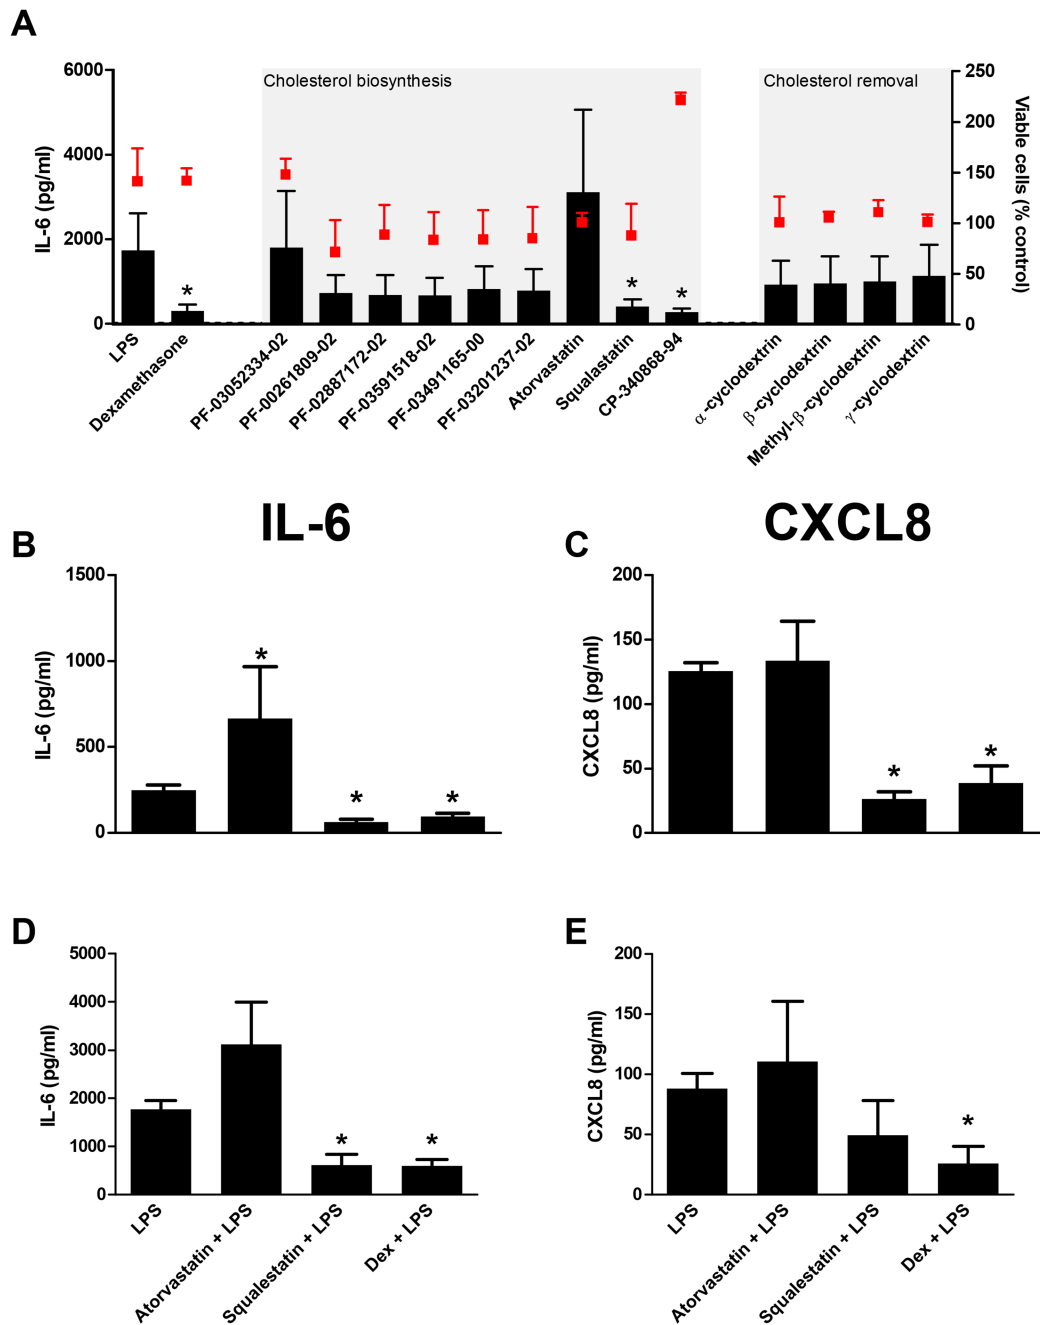 A
Cholesterol biosynthesis
Cholesterol removal
6000
4000
2000
0
IL-6 (pg/ml)
250
200
150
100
50
0
Viable cells (% control)
*
*
*
LPS
Dexamethasone
PF-03052334-02
PF-00261809-02
PF-02887172-02
PF-03591518-02
PF-03491165-00
PF-03201237-02
Atorvastatin
Squalastatin
CP-340868-94
α-cyclodextrin
β-cyclodextrin
Methyl-β-cyclodextrin
γ-cyclodextrin
IL-6
CXCL8
B
1500
1000
500
0
IL-6 (pg/ml)
*
*
*
C
200
150
100
50
0
CXCL8 (pg/ml)
*
*
D
5000
4000
3000
2000
1000
0
IL-6 (pg/ml)
*
*
LPS
Atorvastatin + LPS
Squalestatin + LPS
Dex + LPS
E
200
150
100
50
0
CXCL8 (pg/ml)
*
LPS
Atorvastatin + LPS
Squalestatin + LPS
Dex + LPS